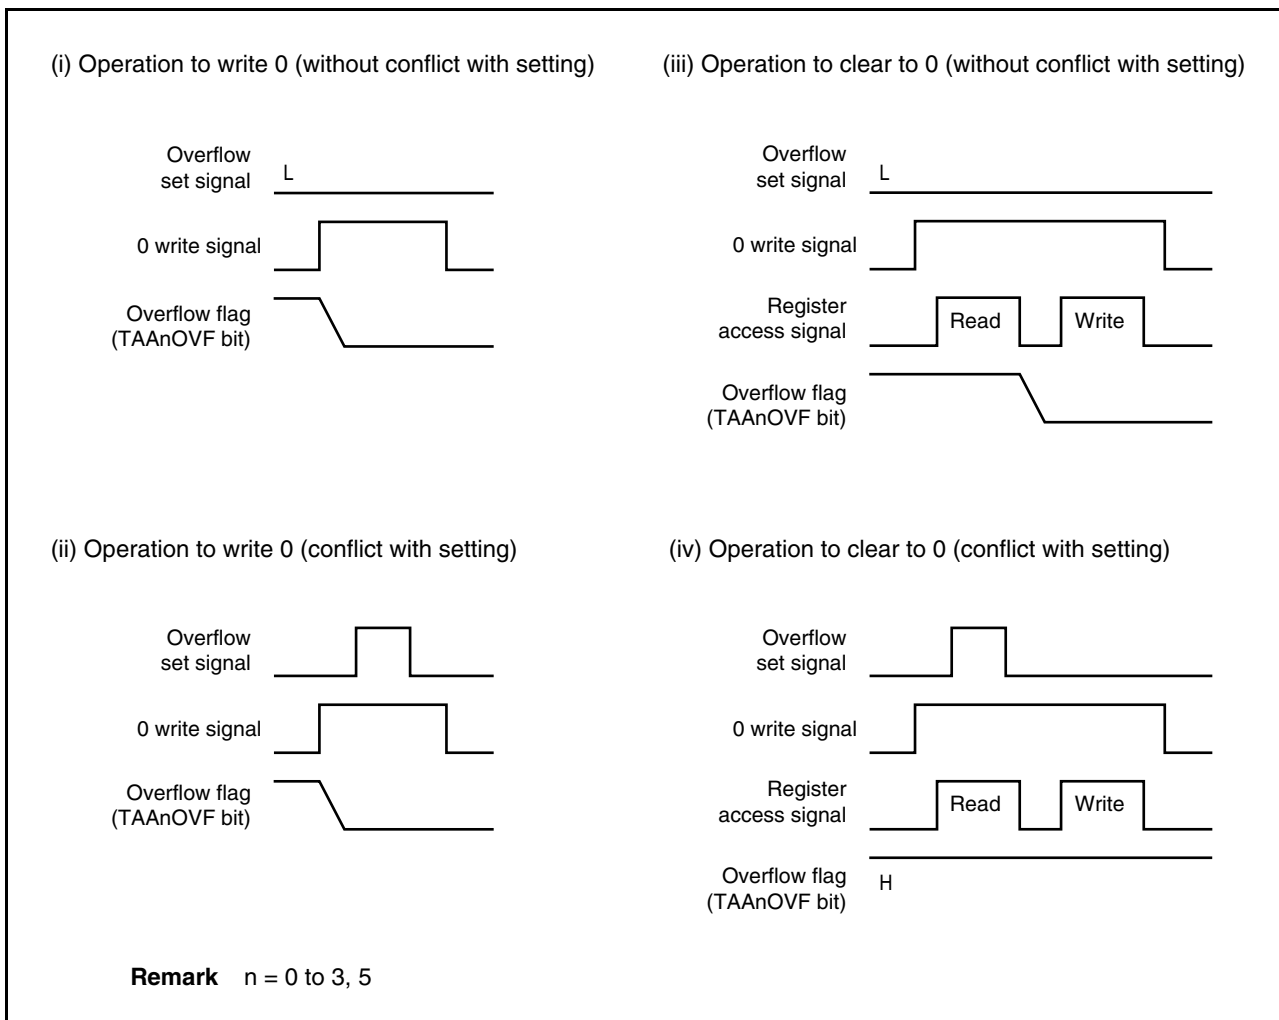 (i) Operation to write 0 (without conflict with setting)
Overflow
set signal
L
0 write signal
Overflow flag
(TAAnOVF bit)
(iii) Operation to clear to 0 (without conflict with setting)
Overflow
set signal
L
0 write signal
Register
access signal
Read
Write
Overflow flag
(TAAnOVF bit)
(ii) Operation to write 0 (conflict with setting)
Overflow
set signal
0 write signal
Overflow flag
(TAAnOVF bit)
(iv) Operation to clear to 0 (conflict with setting)
Overflow
set signal
0 write signal
Register
access signal
Read
Write
Overflow flag
(TAAnOVF bit)
H
Remark n = 0 to 3, 5